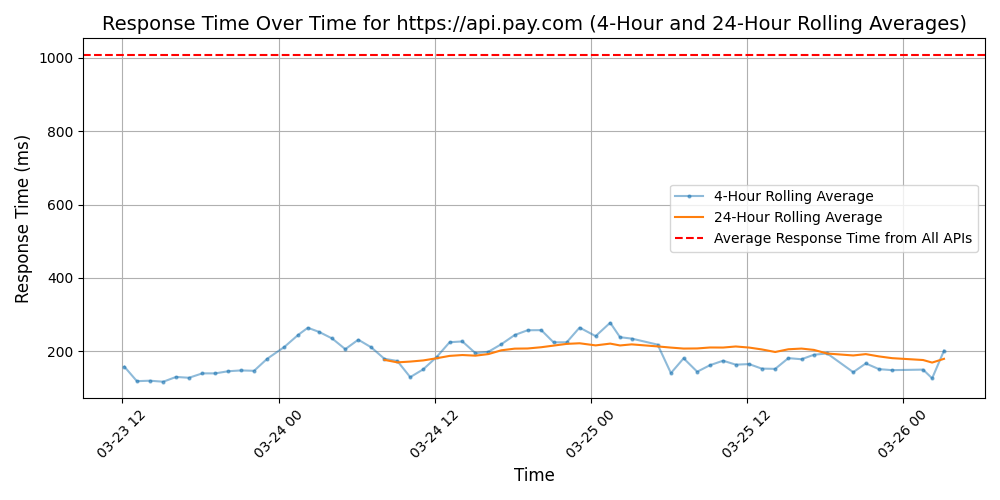 Response Time Over Time for https://api.pay.com (4-Hour and 24-Hour Rolling Averages)
Response Time (ms)
1000
800
600
400
200
4-Hour Rolling Average
24-Hour Rolling Average
Average Response Time from All APIs
03-23 12
03-24 00
03-24 12
03-25 00
03-25 12
03-26 00
Time